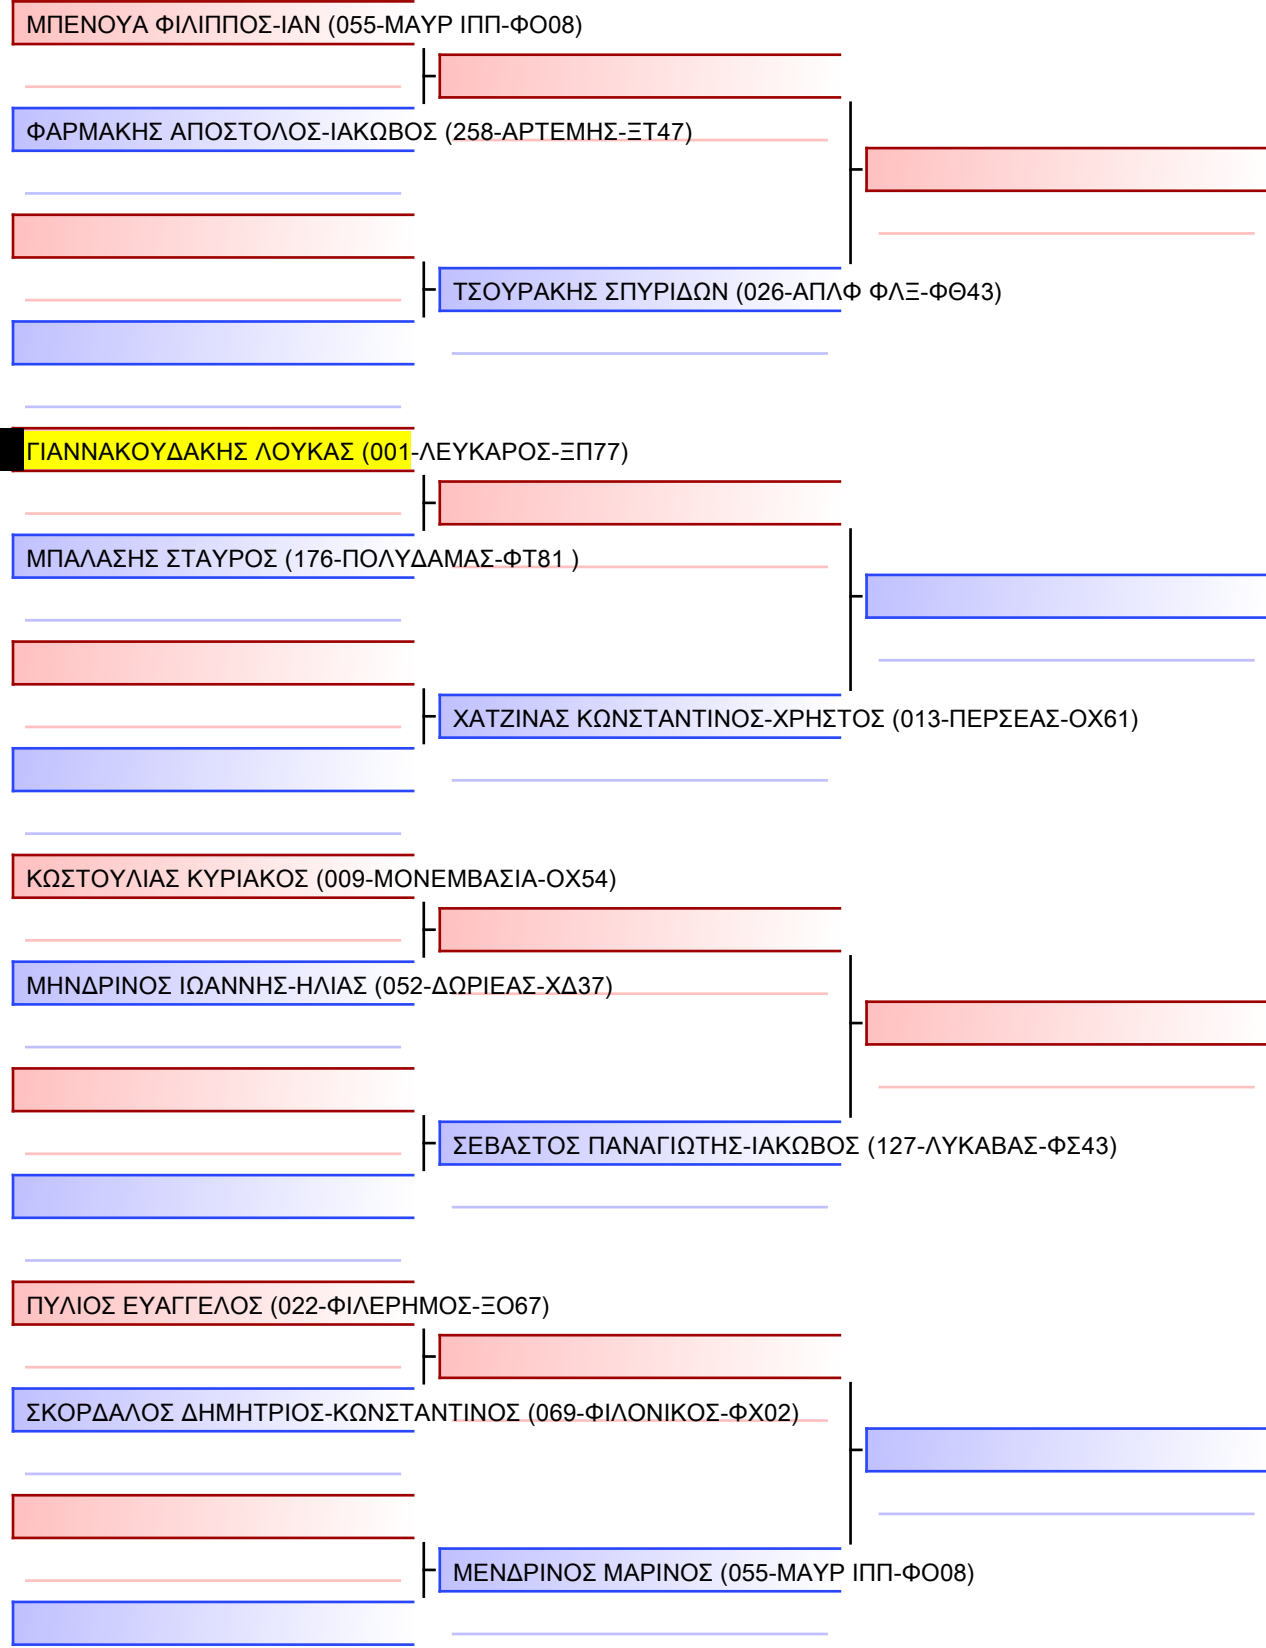 ΜΠΕΝΟΥΑ ΦΙΛΙΠΠΟΣ-ΙΑΝ (055-ΜΑΥΡ ΙΠΠ-ΦΟ08)
ΦΑΡΜΑΚΗΣ ΑΠΟΣΤΟΛΟΣ-ΙΑΚΩΒΟΣ (258-ΑΡΤΕΜΗΣ-ΞΤ47)
ΤΣΟΥΡΑΚΗΣ ΣΠΥΡΙΔΩΝ (026-ΑΠΛΦ ΦΛΞ-ΦΘ43)
ΓΙΑΝΝΑΚΟΥΔΑΚΗΣ ΛΟΥΚΑΣ (001-ΛΕΥΚΑΡΟΣ-ΞΠ77)
ΜΠΑΛΑΣΗΣ ΣΤΑΥΡΟΣ (176-ΠΟΛΥΔΑΜΑΣ-ΦΤ81 )
ΧΑΤΖΙΝΑΣ ΚΩΝΣΤΑΝΤΙΝΟΣ-ΧΡΗΣΤΟΣ (013-ΠΕΡΣΕΑΣ-ΟΧ61)
ΚΩΣΤΟΥΛΙΑΣ ΚΥΡΙΑΚΟΣ (009-ΜΟΝΕΜΒΑΣΙΑ-ΟΧ54)
ΜΗΝΔΡΙΝΟΣ ΙΩΑΝΝΗΣ-ΗΛΙΑΣ (052-ΔΩΡΙΕΑΣ-ΧΔ37)
ΣΕΒΑΣΤΟΣ ΠΑΝΑΓΙΩΤΗΣ-ΙΑΚΩΒΟΣ (127-ΛΥΚΑΒΑΣ-ΦΣ43)
ΠΥΛΙΟΣ ΕΥΑΓΓΕΛΟΣ (022-ΦΙΛΕΡΗΜΟΣ-ΞΟ67)
ΣΚΟΡΔΑΛΟΣ ΔΗΜΗΤΡΙΟΣ-ΚΩΝΣΤΑΝΤΙΝΟΣ (069-ΦΙΛΟΝΙΚΟΣ-ΦΧ02)
ΜΕΝΔΡΙΝΟΣ ΜΑΡΙΝΟΣ (055-ΜΑΥΡ ΙΠΠ-ΦΟ08)